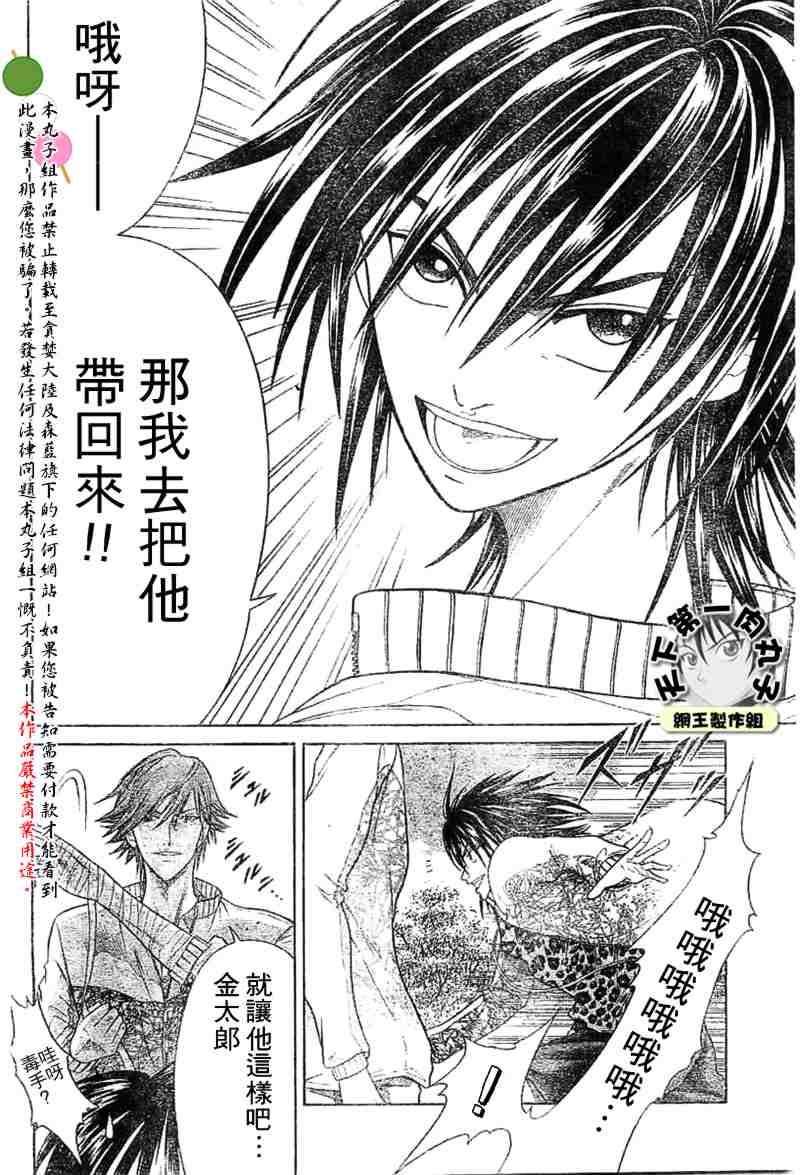 哦呀——
那我去把他
帶回來!!
哦哦哦哦哦哦…
!
就讓他這樣吧…
金太郎
哇呀
毒手?
本丸子組作品禁止轉載至貪婪大陸及森藍旗下的任何網站!如果您被告知需要付款才能看到
此漫畫，那麼您被騙了。若發生任何法律問題本丸子組一慨不負責!本作品嚴禁商業用途。
天下第一肉丸子
網王製作組